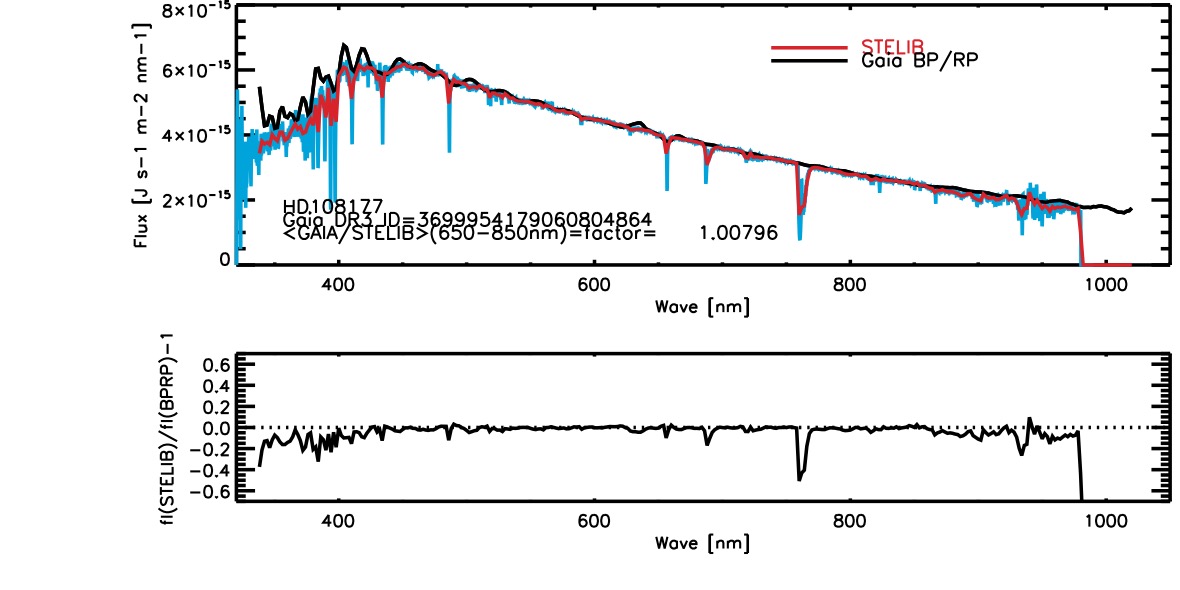 8×10⁻¹⁵
6×10⁻¹⁵
4×10⁻¹⁵
2×10⁻¹⁵
0
Flux [J s−1 m−2 nm−1]
STELIB
Gaia BP/RP
HD108177
Gaia DR3 ID=3699954179060804864
<GAIA/STELIB>(650−850nm)=factor= 1.00796
400 600 800 1000
Wave [nm]
fl(STELIB)/fl(BPRP)−1
0.6
0.4
0.2
0.0
−0.2
−0.4
−0.6
400 600 800 1000
Wave [nm]